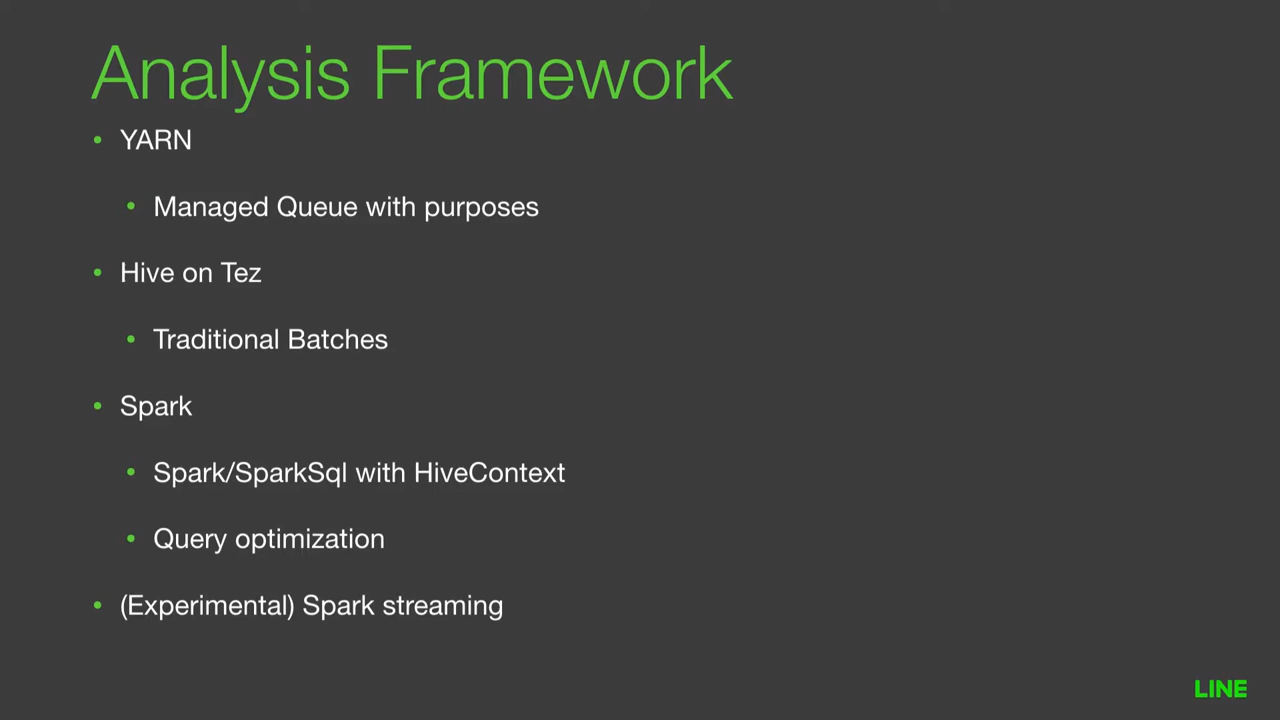 Analysis Framework
• YARN
• Managed Queue with purposes
• Hive on Tez
• Traditional Batches
• Spark
• Spark/SparkSql with HiveContext
• Query optimization
• (Experimental) Spark streaming
LINE